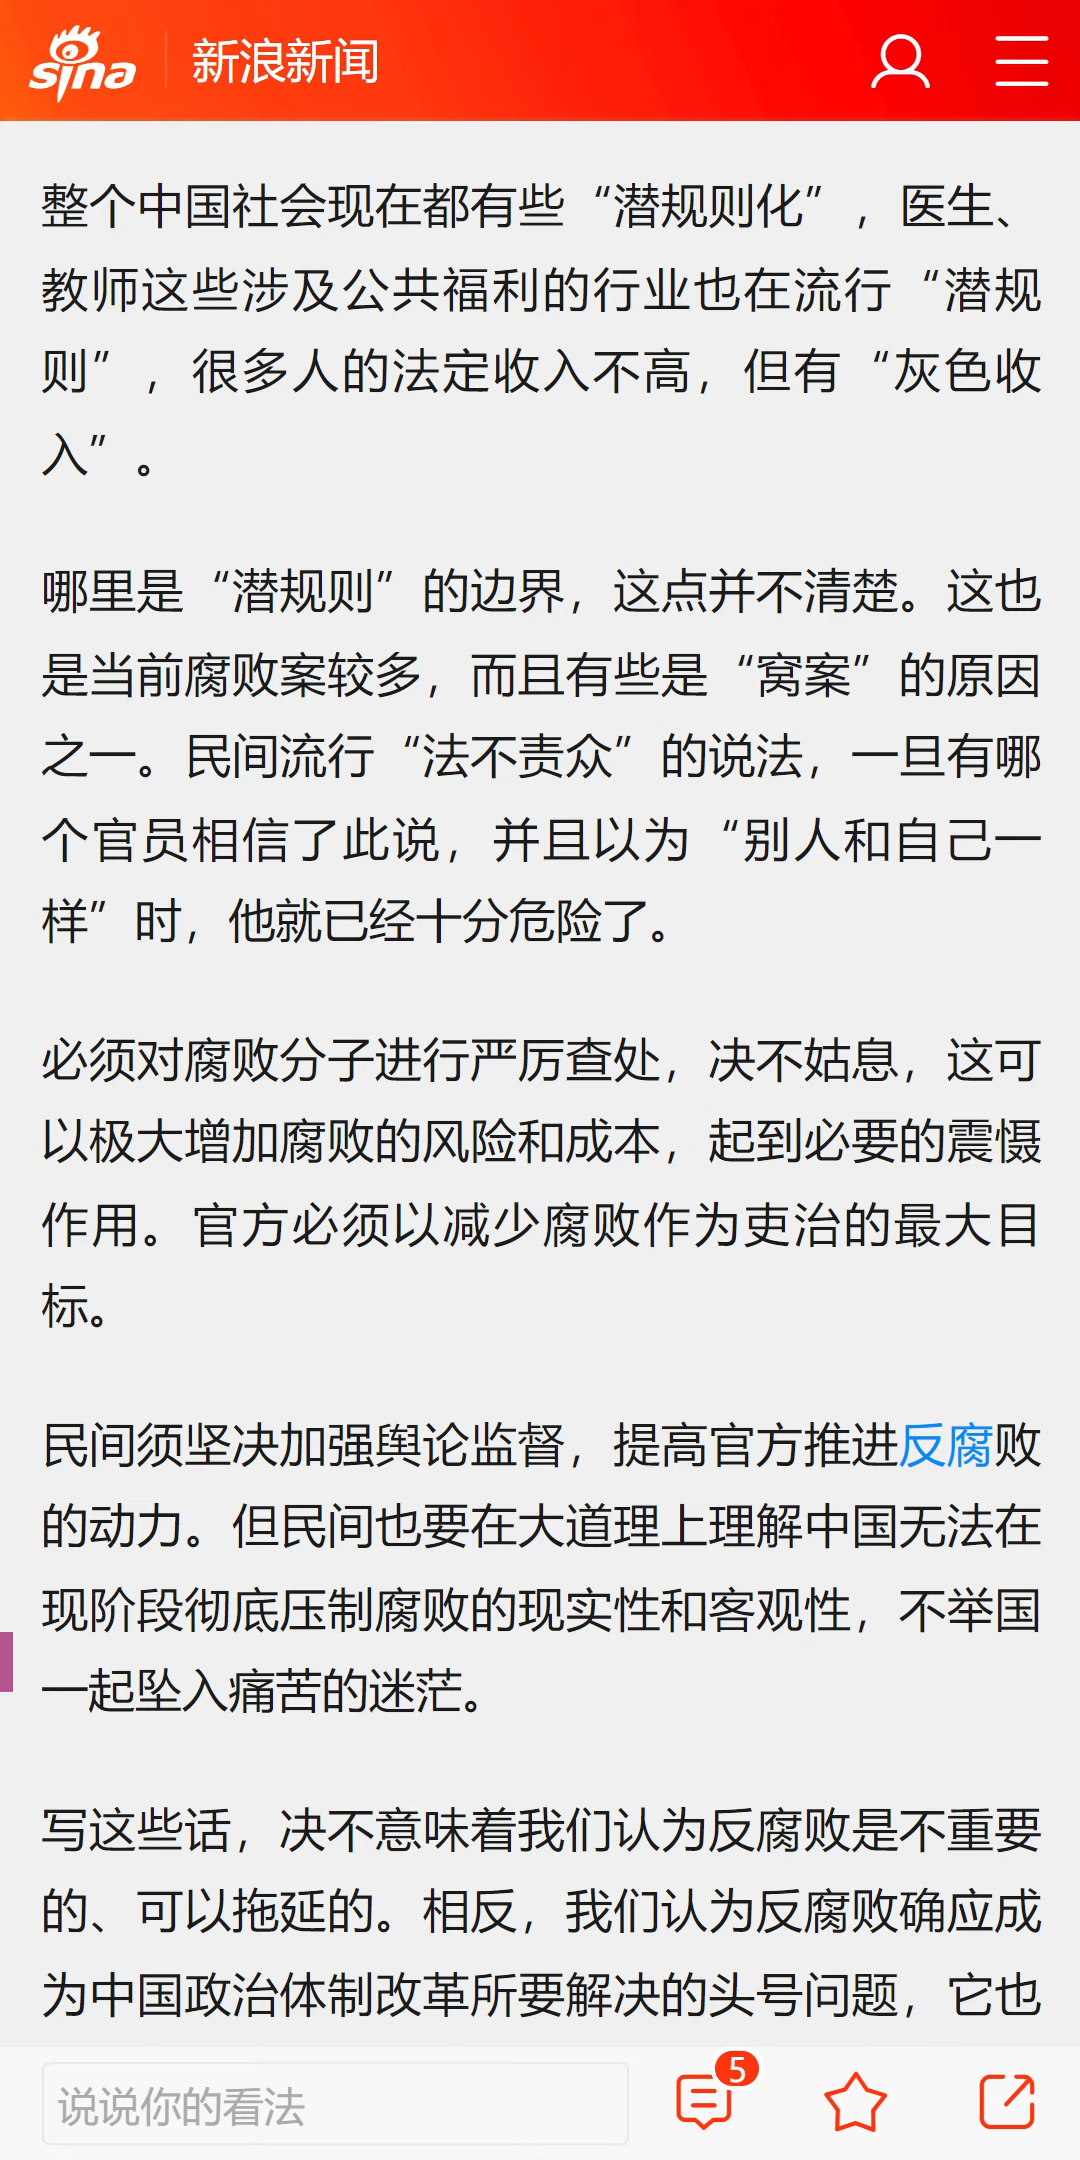 sina 新浪新闻
整个中国社会现在都有些“潜规则化”，医生、
教师这些涉及公共福利的行业也在流行“潜规
则”，很多人的法定收入不高，但有“灰色收
入”。
哪里是“潜规则”的边界，这点并不清楚。这也
是当前腐败案较多，而且有些是“窝案”的原因
之一。民间流行“法不责众”的说法，一旦有哪
个官员相信了此说，并且以为“别人和自己一
样”时，他就已经十分危险了。
必须对腐败分子进行严厉查处，决不姑息，这可
以极大增加腐败的风险和成本，起到必要的震慑
作用。官方必须以减少腐败作为吏治的最大目
标。
民间须坚决加强舆论监督，提高官方推进反腐败
的动力。但民间也要在大道理上理解中国无法在
现阶段彻底压制腐败的现实性和客观性，不举国
一起坠入痛苦的迷茫。
写这些话，决不意味着我们认为反腐败是不重要
的、可以拖延的。相反，我们认为反腐败确应成
为中国政治体制改革所要解决的头号问题，它也
说说你的看法
5